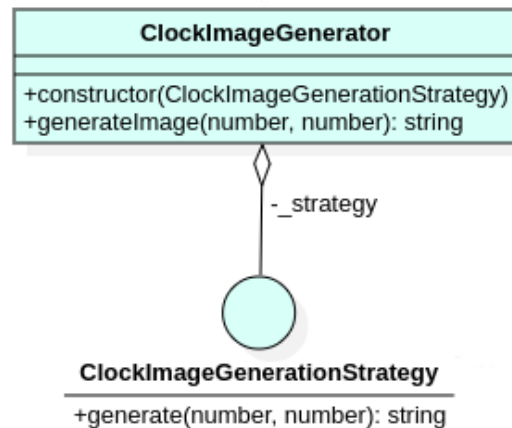 ClockImageGenerator
+constructor(ClockImageGenerationStrategy)
+generateImage(number, number): string
-_strategy
ClockImageGenerationStrategy
+generate(number, number): string